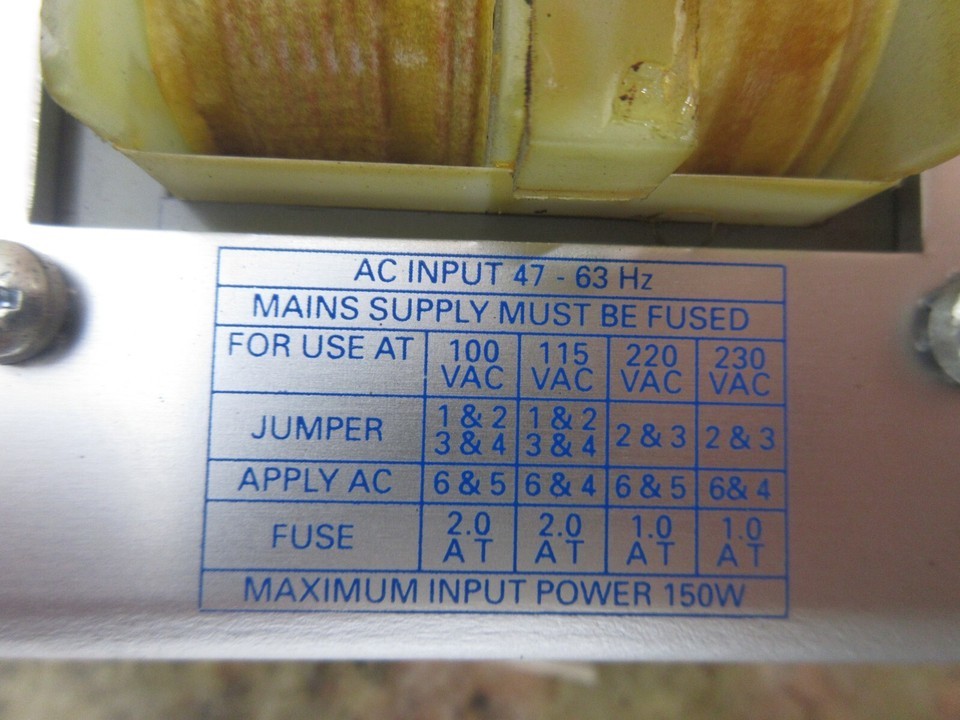 AC INPUT 47 - 63 Hz
MAINS SUPPLY MUST BE FUSED
FOR USE AT 100 VAC 115 VAC 220 VAC 230 VAC
JUMPER 1 & 2 3 & 4 1 & 2 3 & 4 2 & 3 2 & 3
APPLY AC 6 & 5 6 & 4 6 & 5 6& 4
FUSE 2.0 A T 2.0 A T 1.0 A T 1.0 A T
MAXIMUM INPUT POWER 150W